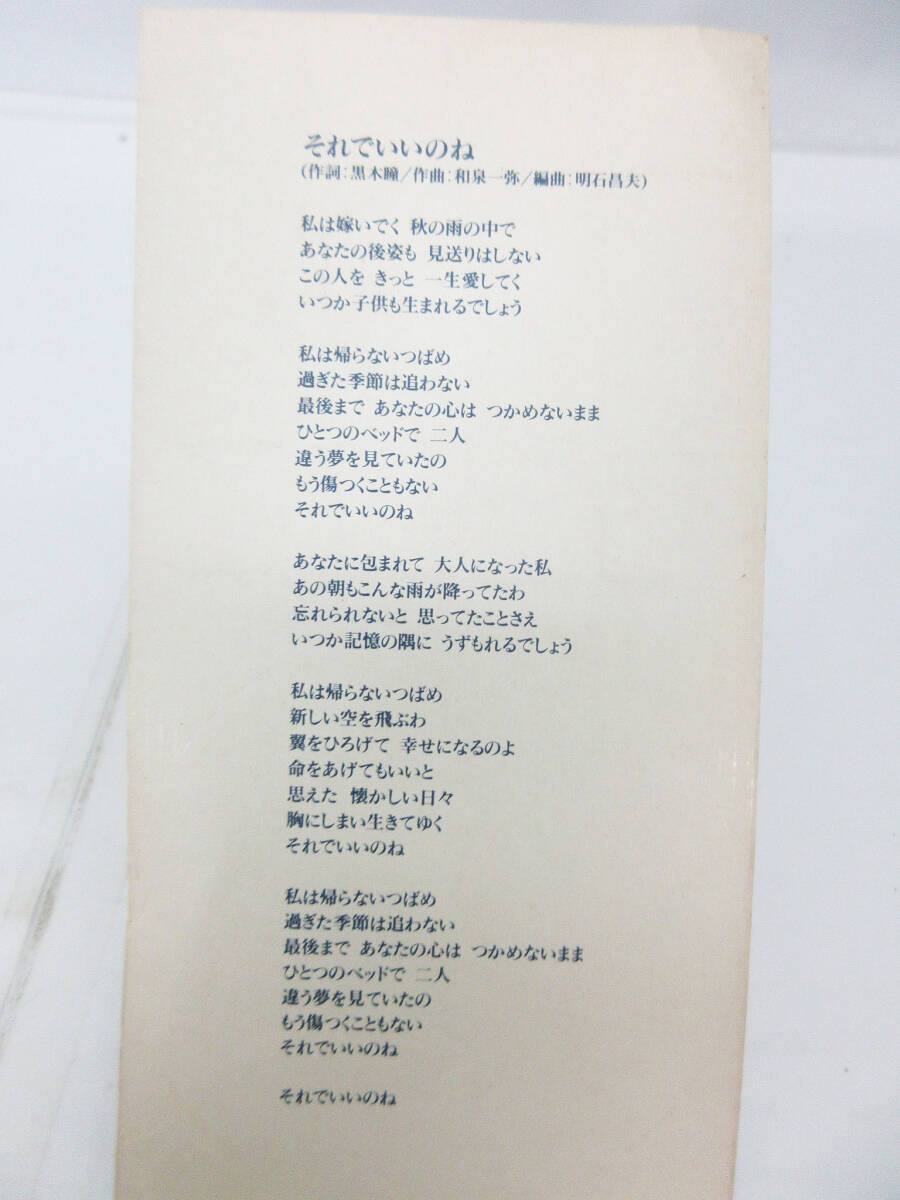 それでいいのね
(作詞:黒木瞳/作曲:和泉一弥/編曲:明石昌夫)
私は嫁いでく 秋の雨の中で
あなたの後姿も 見送りはしない
この人を きっと 一生愛してく
いつか子供も生まれるでしょう
私は帰らないつばめ
過ぎた季節は追わない
最後まで あなたの心は つかめないまま
ひとつのベッドで 二人
違う夢を見ていたの
もう傷つくこともない
それでいいのね
あなたに包まれて 大人になった私
あの朝もこんな雨が降ってたわ
忘れられないと 思ってたことさえ
いつか記憶の隅に うずもれるでしょう
私は帰らないつばめ
新しい空を飛ぶわ
翼をひろげて 幸せになるのよ
命をあげてもいいと
思えた 懐かしい日々
胸にしまい生きてゆく
それでいいのね
私は帰らないつばめ
過ぎた季節は追わない
最後まで あなたの心は つかめないまま
ひとつのベッドで 二人
違う夢を見ていたの
もう傷つくこともない
それでいいのね
それでいいのね